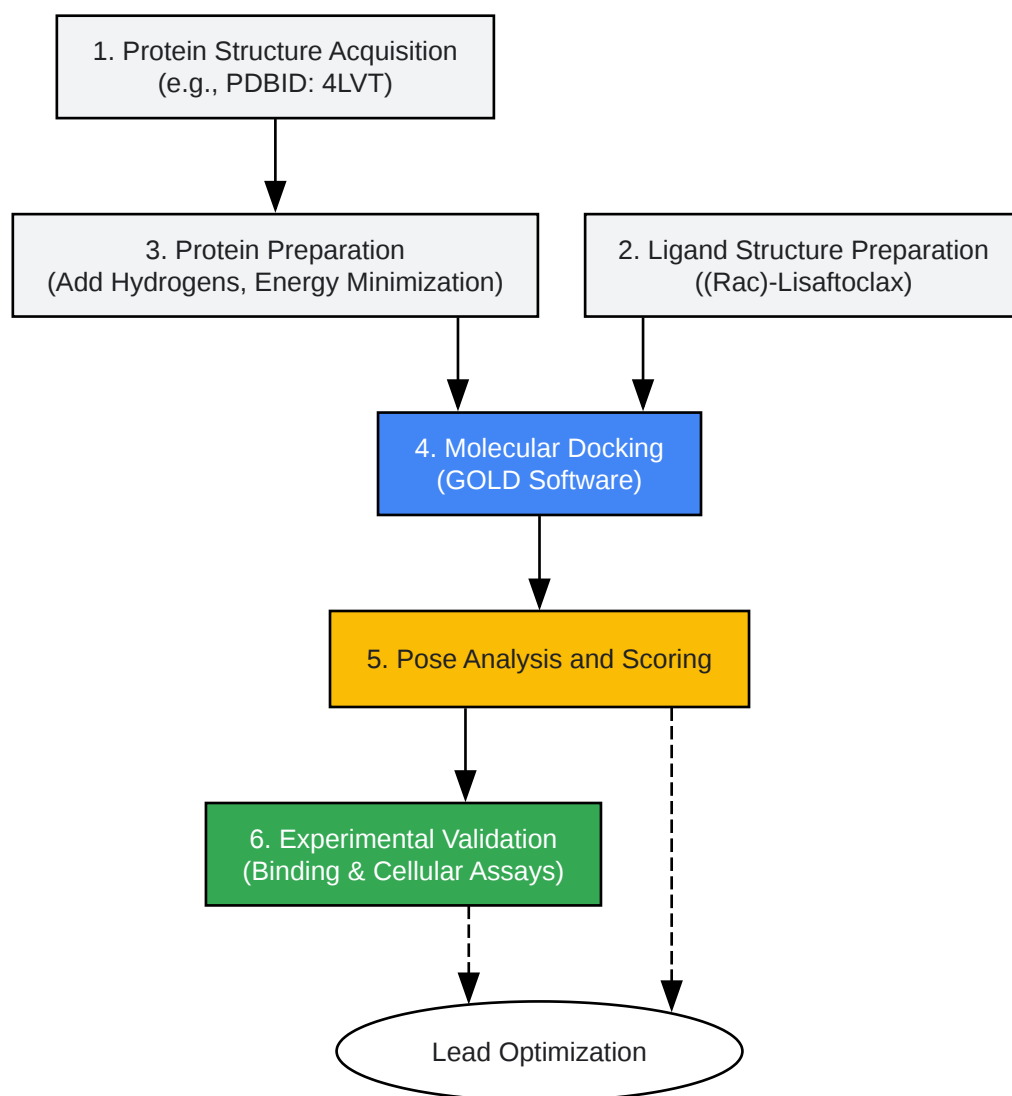 1. Protein Structure Acquisition
(e.g., PDBID: 4LVT)
3. Protein Preparation
(Add Hydrogens, Energy Minimization)
2. Ligand Structure Preparation
((Rac)-Lisaftoclax)
4. Molecular Docking
(GOLD Software)
5. Pose Analysis and Scoring
6. Experimental Validation
(Binding & Cellular Assays)
Lead Optimization